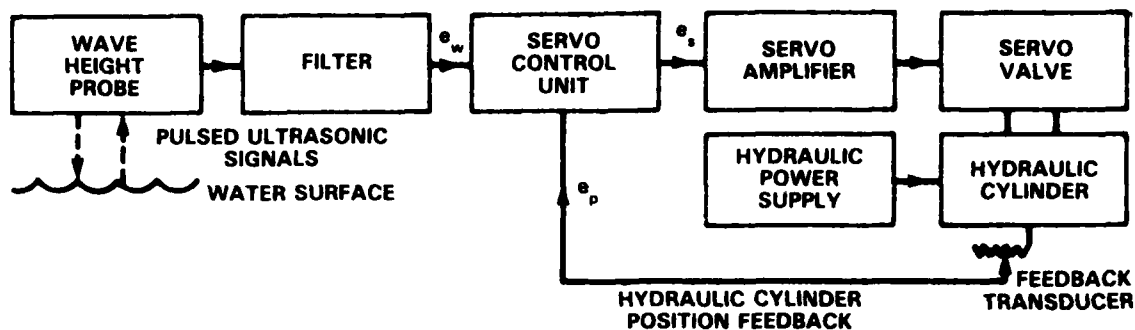 WAVE
HEIGHT
PROBE
FILTER
e_w
SERVO
CONTROL
UNIT
e_s
SERVO
AMPLIFIER
SERVO
VALVE
PULSED ULTRASONIC
SIGNALS
WATER SURFACE
HYDRAULIC
POWER
SUPPLY
HYDRAULIC
CYLINDER
e_p
FEEDBACK
TRANSDUCER
HYDRAULIC CYLINDER
POSITION FEEDBACK